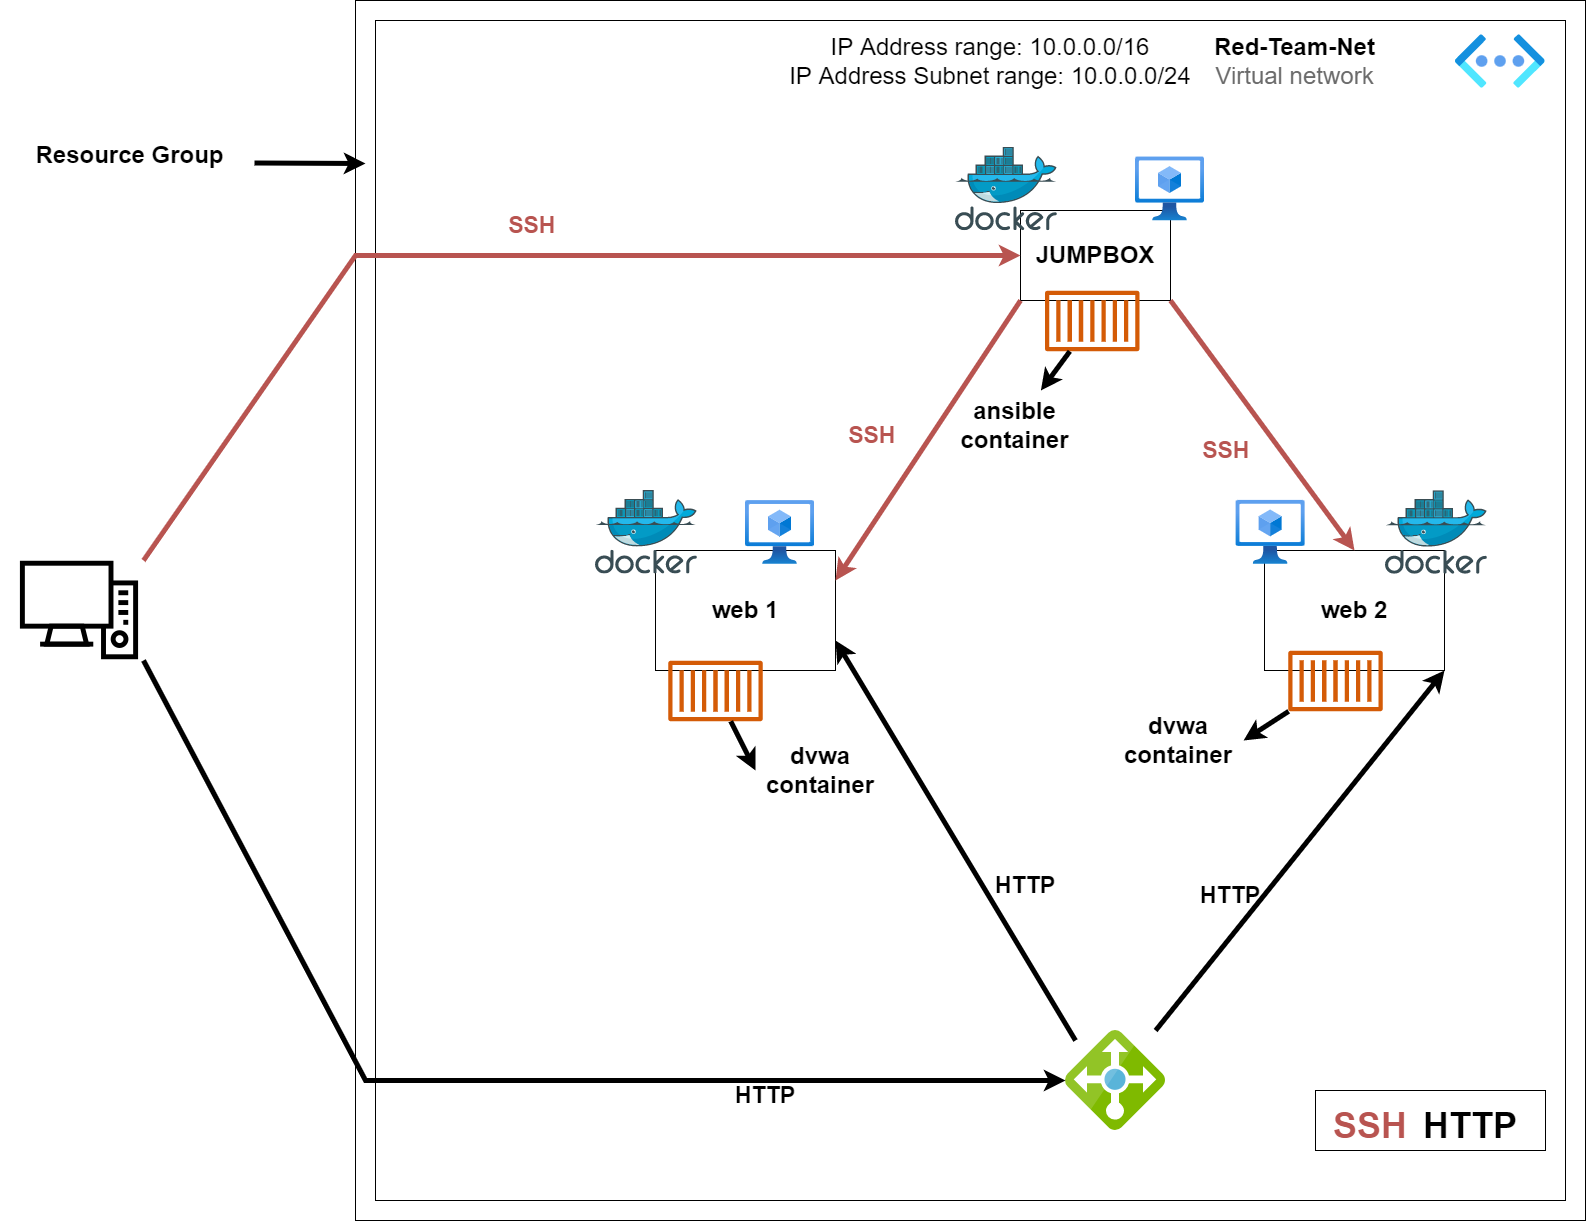 IP Address range: 10.0.0.0/16
Red-Team-Net
IP Address Subnet range: 10.0.0.0/24
Virtual network
Resource Group
docker
SSH
JUMPBOX
ansible
container
SSH
SSH
docker
docker
web 1
web 2
dvwa
container
dvwa
container
HTTP
HTTP
HTTP
SSH HTTP